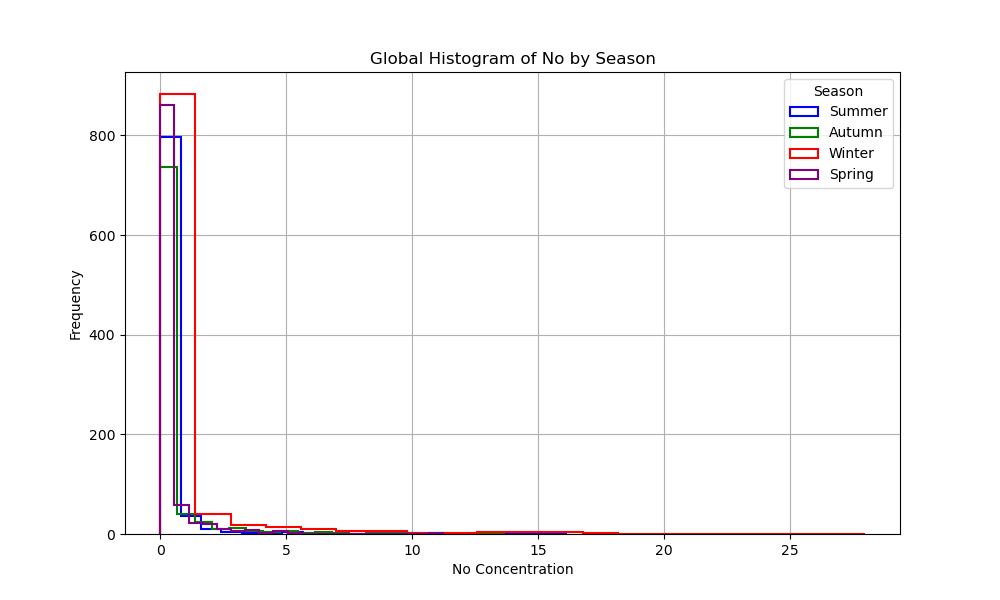 Global Histogram of No by Season
Season
Summer
Autumn
Winter
Spring
800
600
400
200
0
Frequency
0 5 10 15 20 25
No Concentration